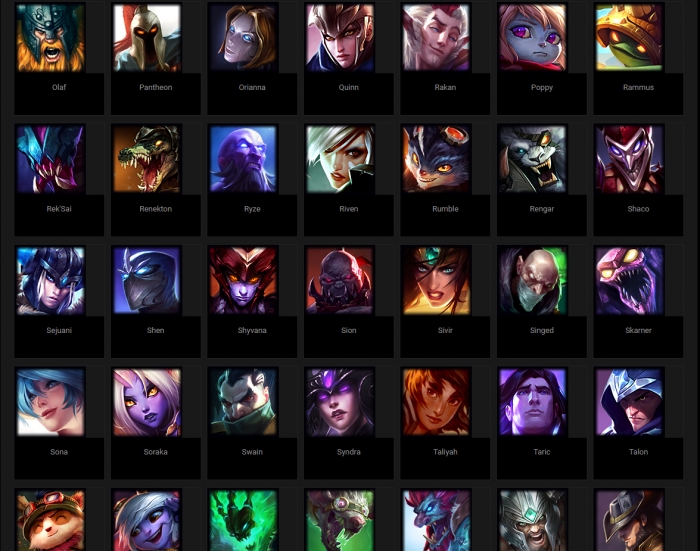 Olaf Pantheon Orianna Quinn Rakan Poppy Rammus
Rek'Sai Renekton Ryze Riven Rumble Rengar Shaco
Sejuani Shen Shyvana Sion Sivir Singed Skarner
Sona Soraka Swain Syndra Taliyah Taric Talon